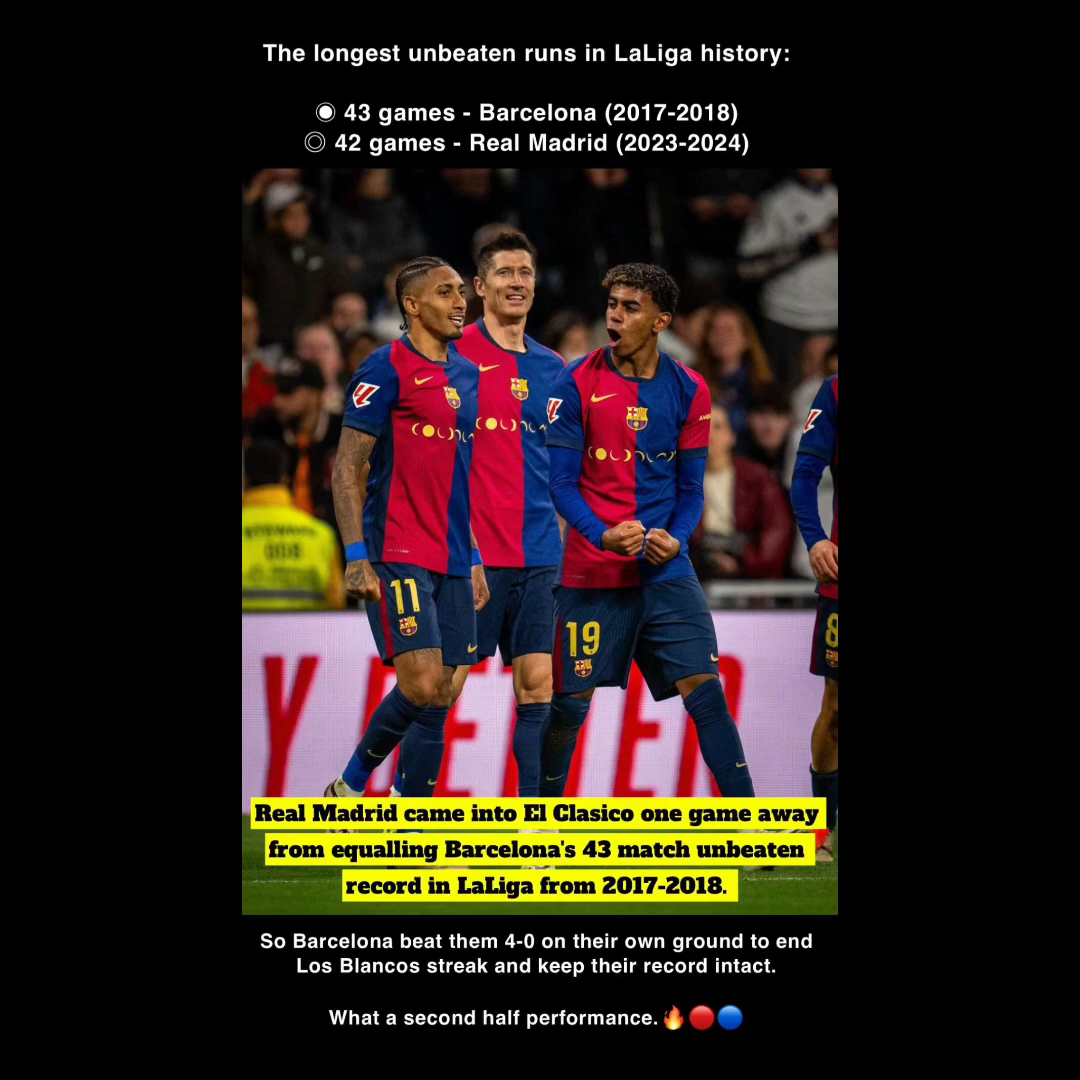 The longest unbeaten runs in LaLiga history:
◉ 43 games - Barcelona (2017-2018)
◎ 42 games - Real Madrid (2023-2024)
11
19
8
Real Madrid came into El Clasico one game away
from equalling Barcelona's 43 match unbeaten
record in LaLiga from 2017-2018.
So Barcelona beat them 4-0 on their own ground to end
Los Blancos streak and keep their record intact.
What a second half performance.🔥🔴🔵